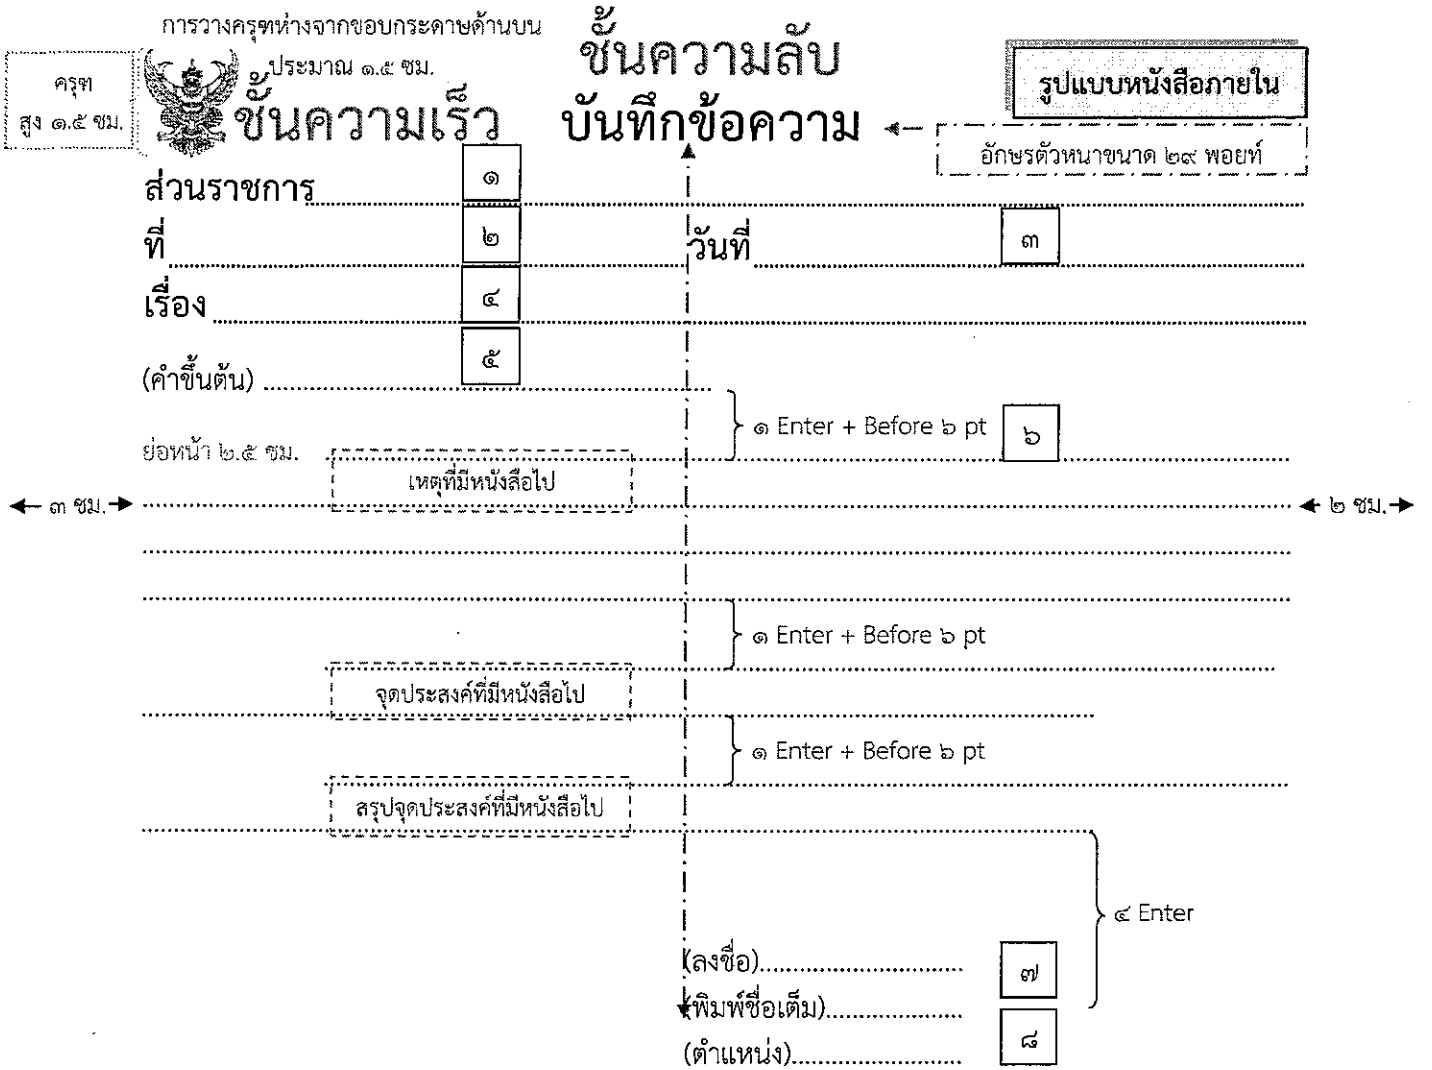 การวางครุฑห่างจากขอบกระดาษด้านบน
ประมาณ ๑.๕ ซม.
ครุฑ
สูง ๑.๕ ซม.
ชั้นความลับ
ชั้นความเร็ว
บันทึกข้อความ
รูปแบบหนังสือภายใน
อักษรตัวหนาขนาด ๒๙ พอยท์
ส่วนราชการ ๑
ที่ ๒ วันที่ ๓
เรื่อง ๔
(คำขึ้นต้น) ๕
๑ Enter + Before ๖ pt ๖
ย่อหน้า ๒.๕ ซม.
เหตุที่มีหนังสือไป
๓ ซม. ๒ ซม.
๑ Enter + Before ๖ pt
จุดประสงค์ที่มีหนังสือไป
๑ Enter + Before ๖ pt
สรุปจุดประสงค์ที่มีหนังสือไป
๔ Enter
(ลงชื่อ) ๗
(พิมพ์ชื่อเต็ม)
(ตำแหน่ง) ๘